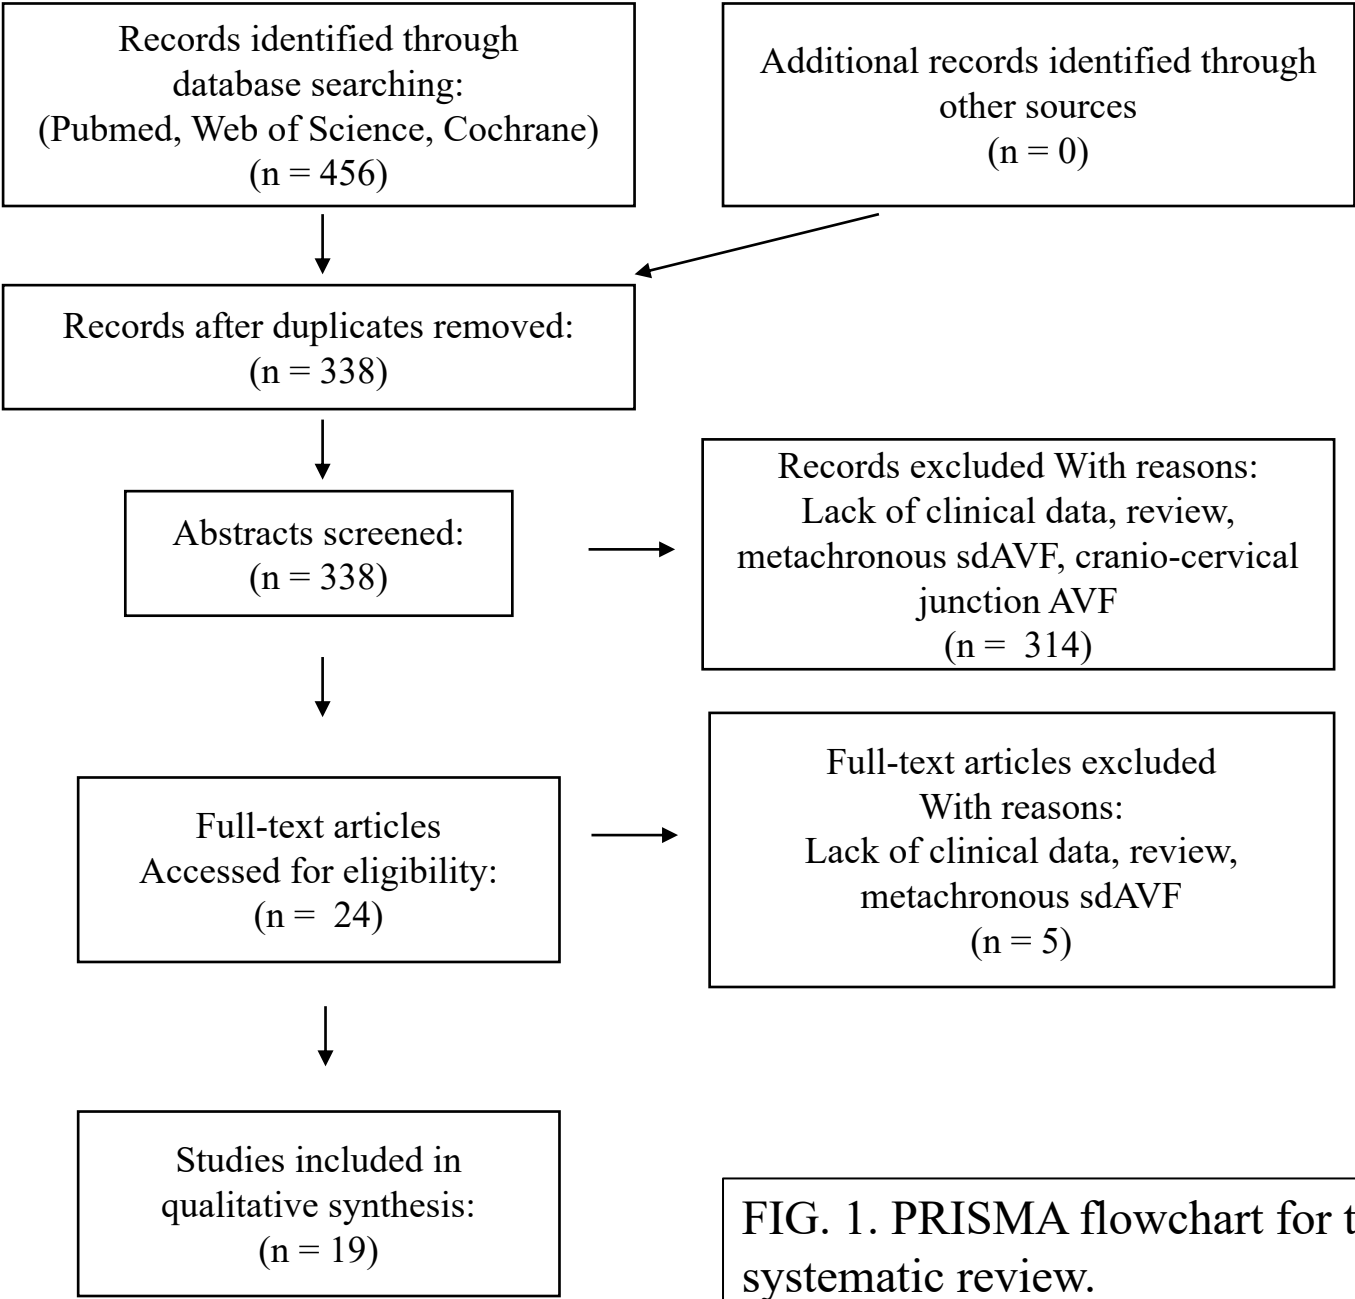 Records identified through
database searching:
(Pubmed, Web of Science, Cochrane)
(n = 456)
Additional records identified through
other sources
(n = 0)
Records after duplicates removed:
(n = 338)
Abstracts screened:
(n = 338)
Records excluded With reasons:
Lack of clinical data, review,
metachronous sdAVF, cranio-cervical
junction AVF
(n =  314)
Full-text articles
Accessed for eligibility:
(n =  24)
Full-text articles excluded
With reasons:
Lack of clinical data, review,
metachronous sdAVF
(n = 5)
Studies included in
qualitative synthesis:
(n = 19)
FIG. 1. PRISMA flowchart for t
systematic review.